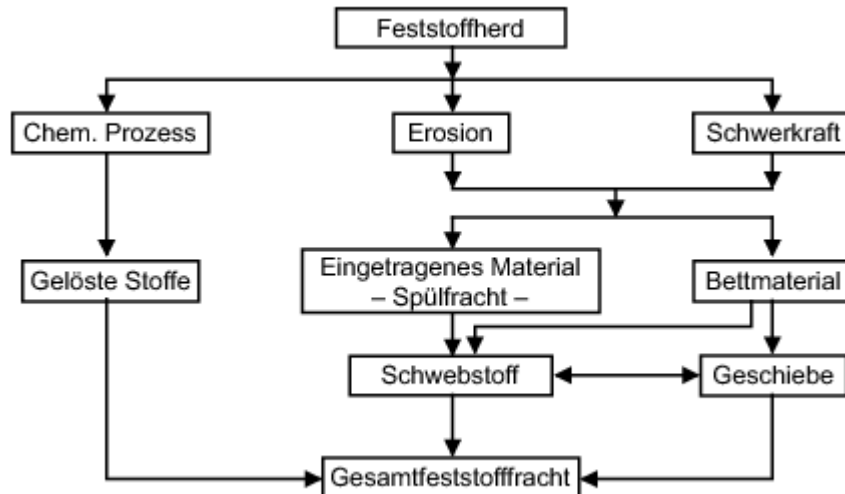 Feststoffherd
Chem. Prozess
Erosion
Schwerkraft
Gelöste Stoffe
Eingetragenes Material
– Spülfracht –
Bettmaterial
Schwebstoff
Geschiebe
Gesamtfeststofffracht